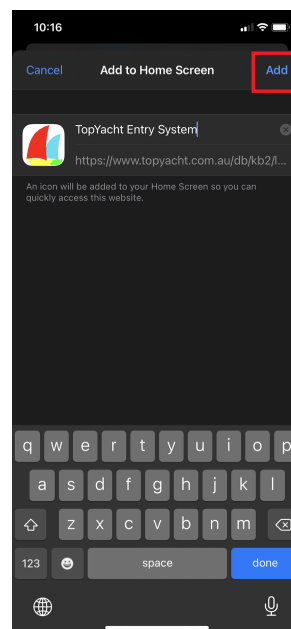 10:16
Cancel Add to Home Screen Add
TopYacht Entry System
https://www.topyacht.com.au/db/kb2/l...
An icon will be added to your Home Screen so you can
quickly access this website.
q w e r t y u i o p
a s d f g h j k l
z x c v b n m
123 space done